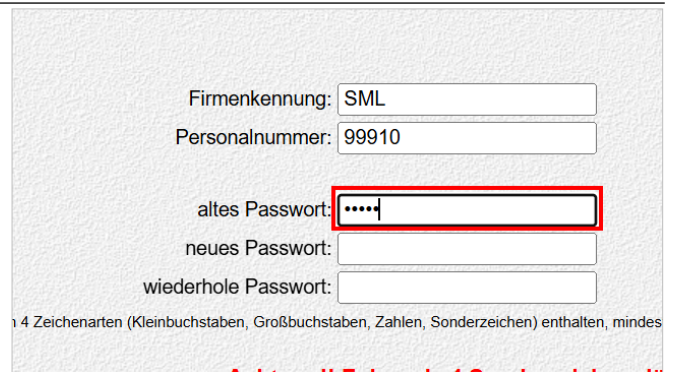 Firmenkennung: SML
Personalnummer: 99910
altes Passwort: •••••
neues Passwort:
wiederhole Passwort:
4 Zeichenarten (Kleinbuchstaben, Großbuchstaben, Zahlen, Sonderzeichen) enthalten, mindes